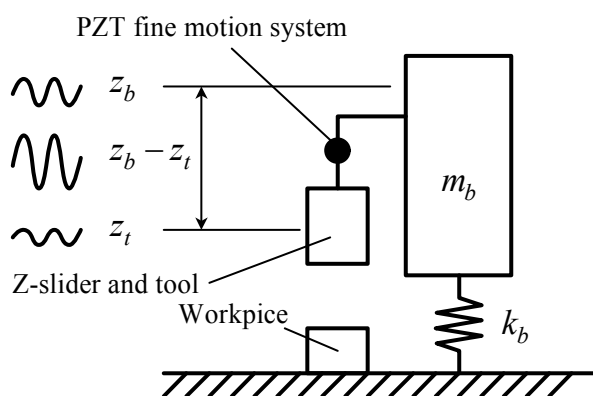 PZT fine motion system
z_b
z_b − z_t
z_t
m_b
Z-slider and tool
Workpice
k_b